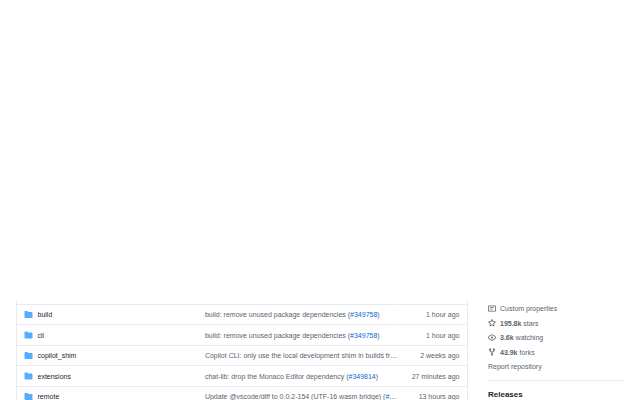 build build: remove unused package dependencies (#349758) 1 hour ago
cli build: remove unused package dependencies (#349758) 1 hour ago
copilot_shim Copilot CLI: only use the local development shim in builds fr... 2 weeks ago
extensions chat-lib: drop the Monaco Editor dependency (#349814) 27 minutes ago
remote Update @vscode/diff to 0.0.2-154 (UTF-16 wasm bridge) (#... 13 hours ago
Custom properties
195.8k stars
3.6k watching
43.9k forks
Report repository
Releases